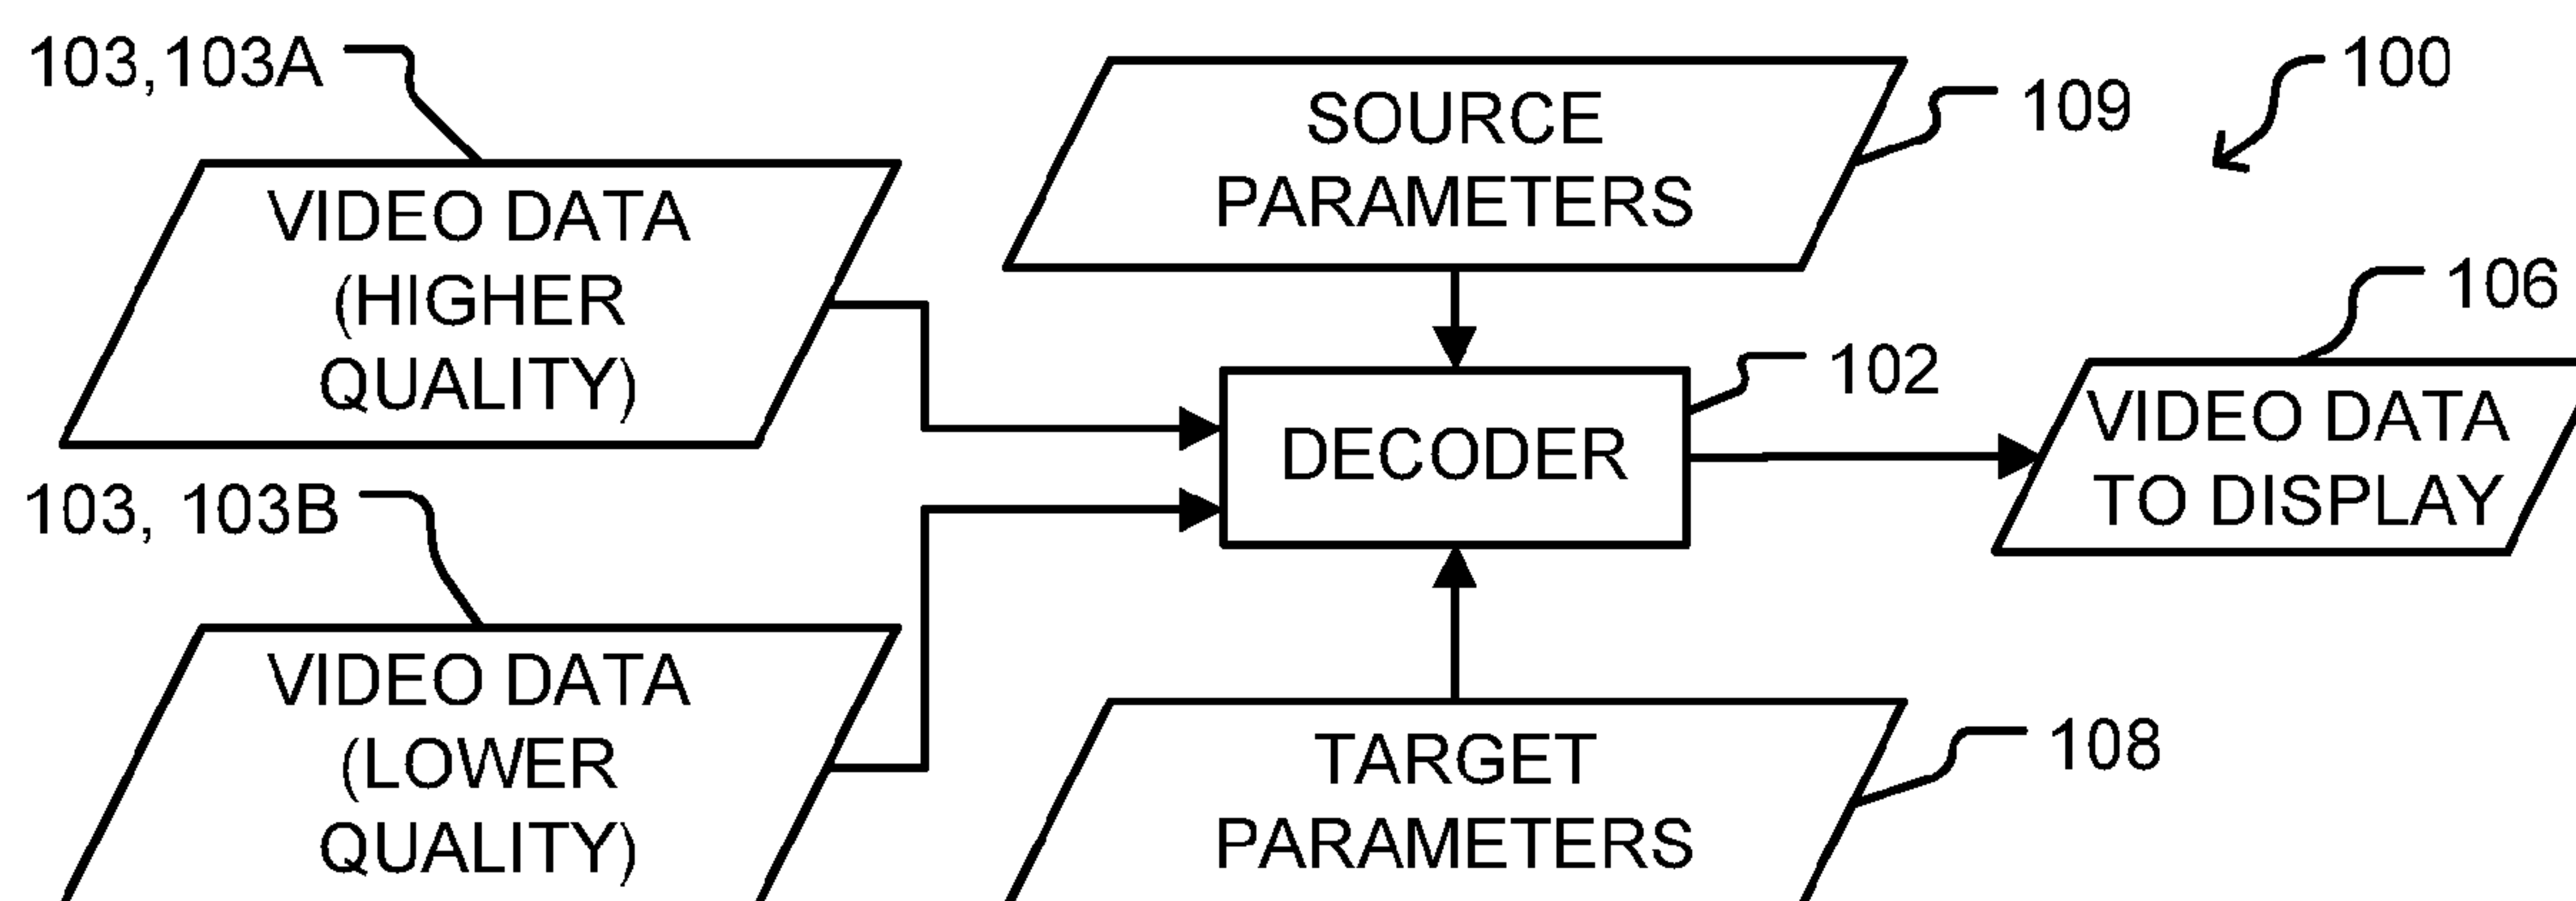 103,103A
VIDEO DATA
(HIGHER
QUALITY)
SOURCE
PARAMETERS
109
100
106
102
DECODER
VIDEO DATA
TO DISPLAY
103, 103B
VIDEO DATA
(LOWER
QUALITY)
TARGET
PARAMETERS
108